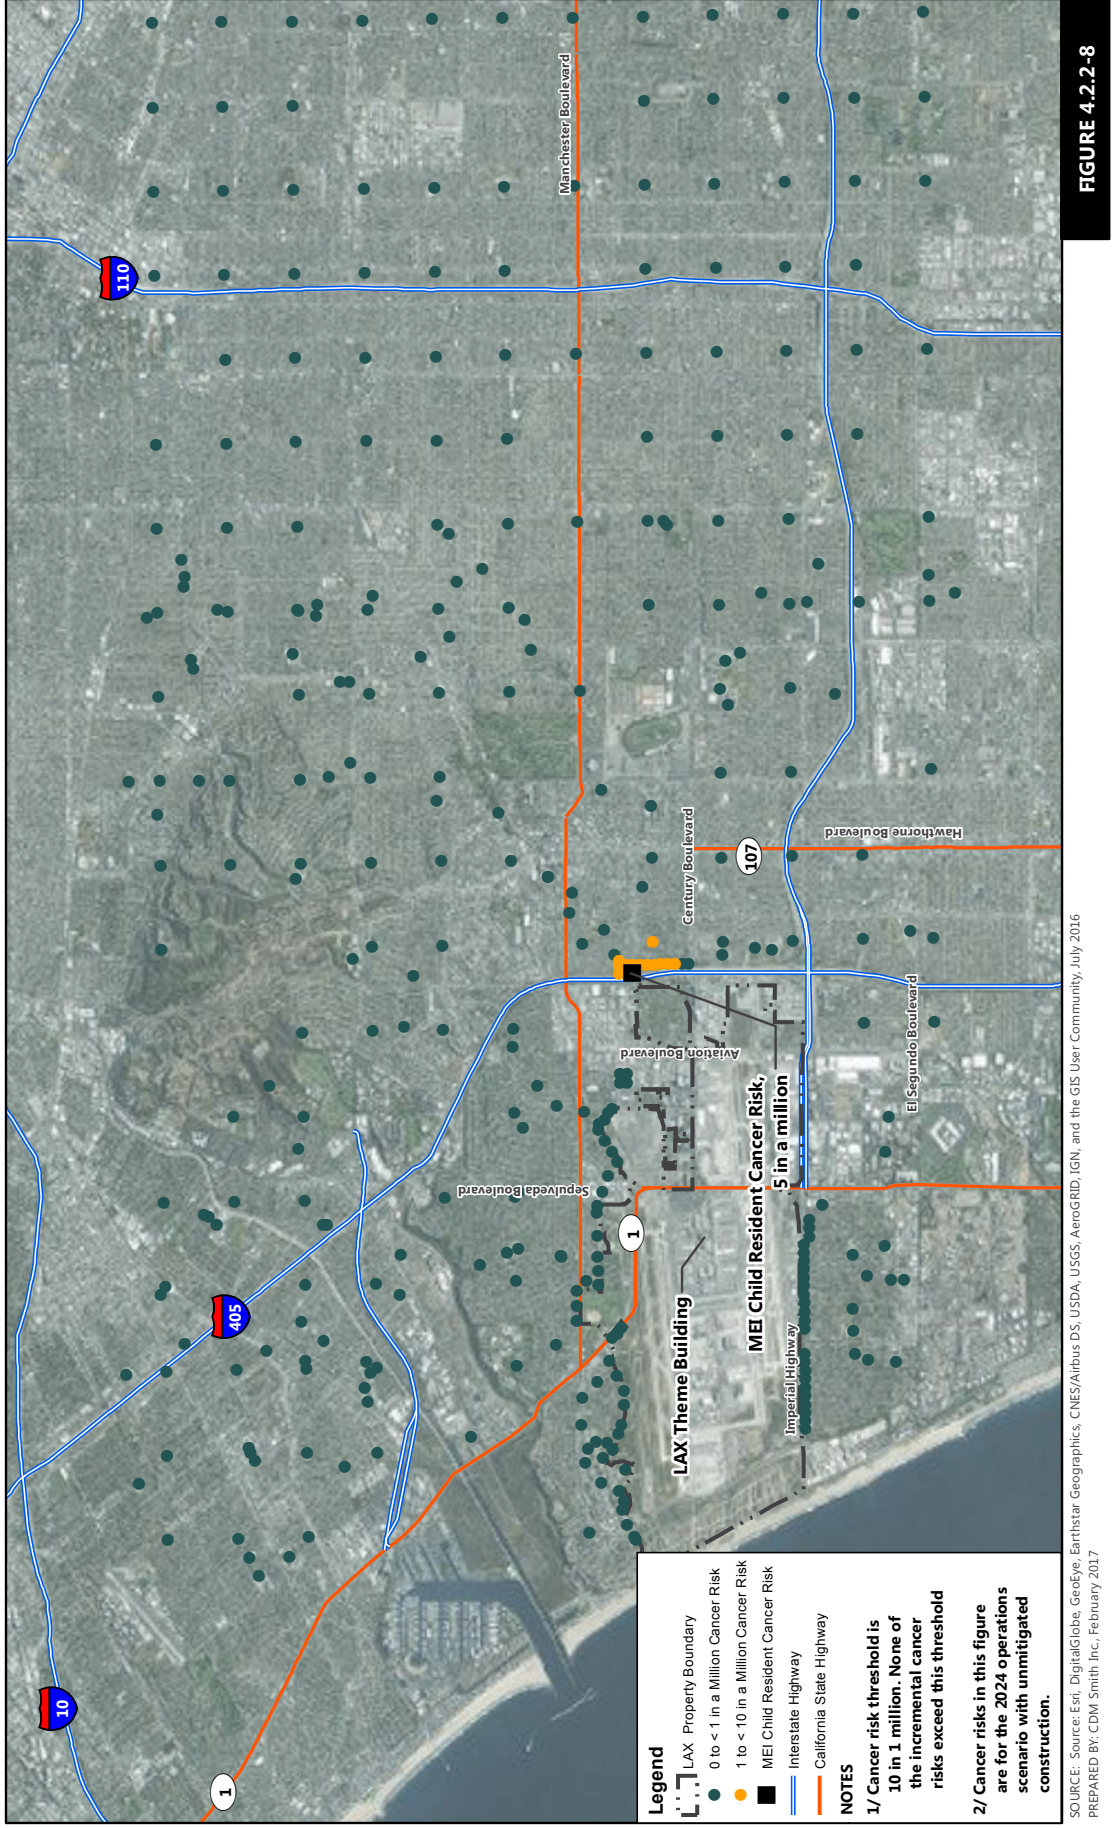 FIGURE 4.2.2-8
Manchester Boulevard
110
Century Boulevard
107
Hawthorne Boulevard
Aviation Boulevard
El Segundo Boulevard
Sepulveda Boulevard
405
10
1
1
LAX Theme Building
MEI Child Resident Cancer Risk,
5 in a million
Imperial Highway
Legend
LAX Property Boundary
0 to < 1 in a Million Cancer Risk
1 to < 10 in a Million Cancer Risk
MEI Child Resident Cancer Risk
Interstate Highway
California State Highway
NOTES
1/ Cancer risk threshold is
10 in 1 million. None of
the incremental cancer
risks exceed this threshold
2/ Cancer risks in this figure
are for the 2024 operations
scenario with unmitigated
construction.
SOURCE: Source: Esri, DigitalGlobe, GeoEye, Earthstar Geographics, CNES/Airbus DS, USDA, USGS, AeroGRID, IGN, and the GIS User Community, July 2016
PREPARED BY: CDM Smith Inc., February 2017